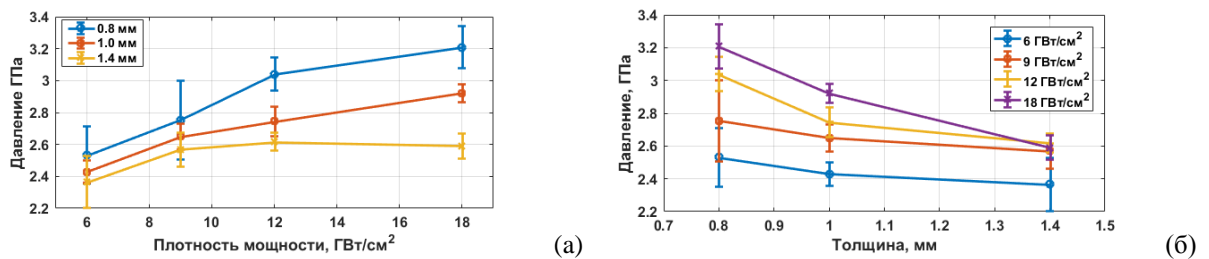 Давление ГПа
3.4
3.2
3
2.8
2.6
2.4
2.2
0.8 мм
1.0 мм
1.4 мм
6
8
10
12
14
16
18
Плотность мощности, ГВт/см²
(а)
Давление, ГПа
3.4
3.2
3
2.8
2.6
2.4
2.2
6 ГВт/см²
9 ГВт/см²
12 ГВт/см²
18 ГВт/см²
0.7
0.8
0.9
1
1.1
1.2
1.3
1.4
1.5
Толщина, мм
(б)